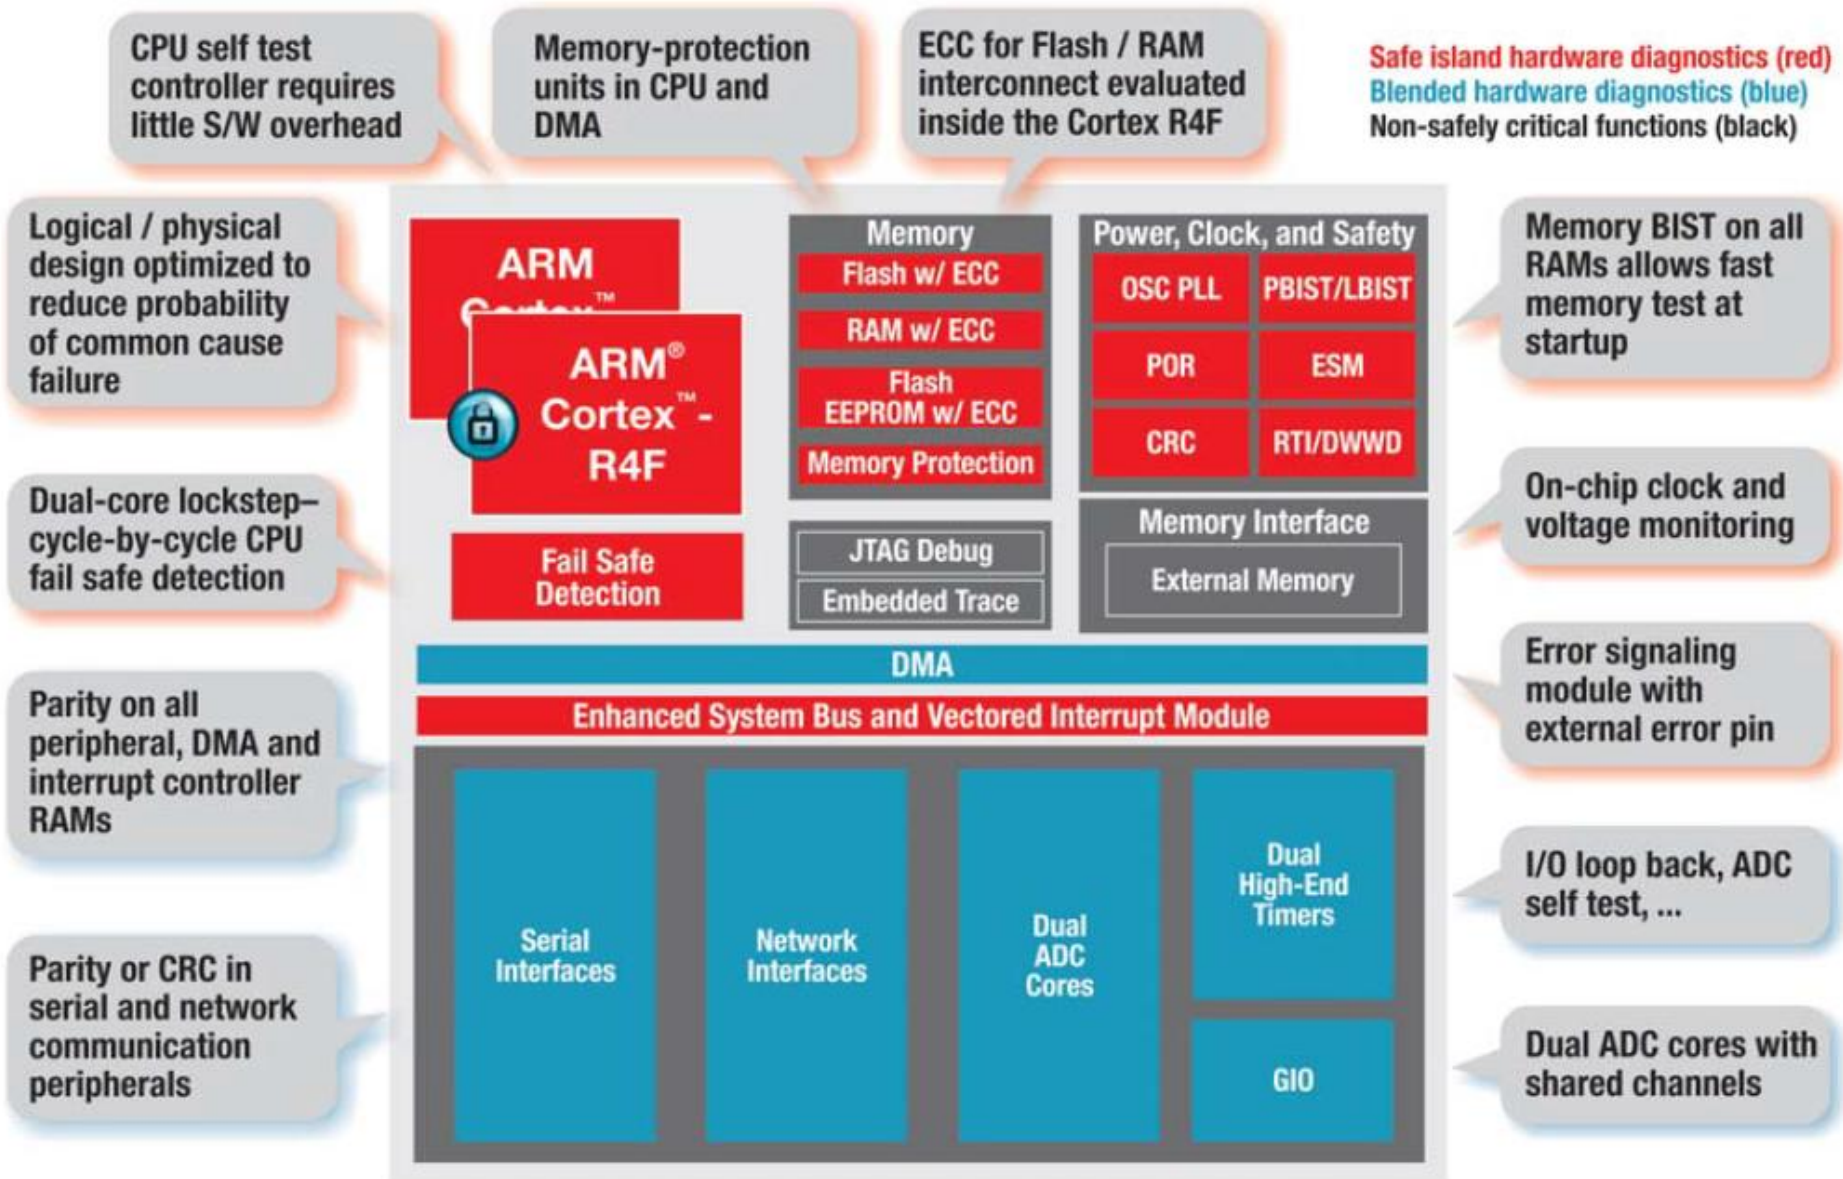 CPU self test
controller requires
little S/W overhead
Memory-protection
units in CPU and
DMA
ECC for Flash / RAM
interconnect evaluated
inside the Cortex R4F
Safe island hardware diagnostics (red)
Blended hardware diagnostics (blue)
Non-safely critical functions (black)
Logical / physical
design optimized to
reduce probability
of common cause
failure
Dual-core lockstep–
cycle-by-cycle CPU
fail safe detection
Parity on all
peripheral, DMA and
interrupt controller
RAMs
Parity or CRC in
serial and network
communication
peripherals
ARM
Cortex™
ARM®
Cortex™-
R4F
Fail Safe
Detection
Memory
Flash w/ ECC
RAM w/ ECC
Flash
EEPROM w/ ECC
Memory Protection
JTAG Debug
Embedded Trace
Power, Clock, and Safety
OSC PLL
PBIST/LBIST
POR
ESM
CRC
RTI/DWWD
Memory Interface
External Memory
DMA
Enhanced System Bus and Vectored Interrupt Module
Serial
Interfaces
Network
Interfaces
Dual
ADC
Cores
Dual
High-End
Timers
GIO
Memory BIST on all
RAMs allows fast
memory test at
startup
On-chip clock and
voltage monitoring
Error signaling
module with
external error pin
I/O loop back, ADC
self test, ...
Dual ADC cores with
shared channels